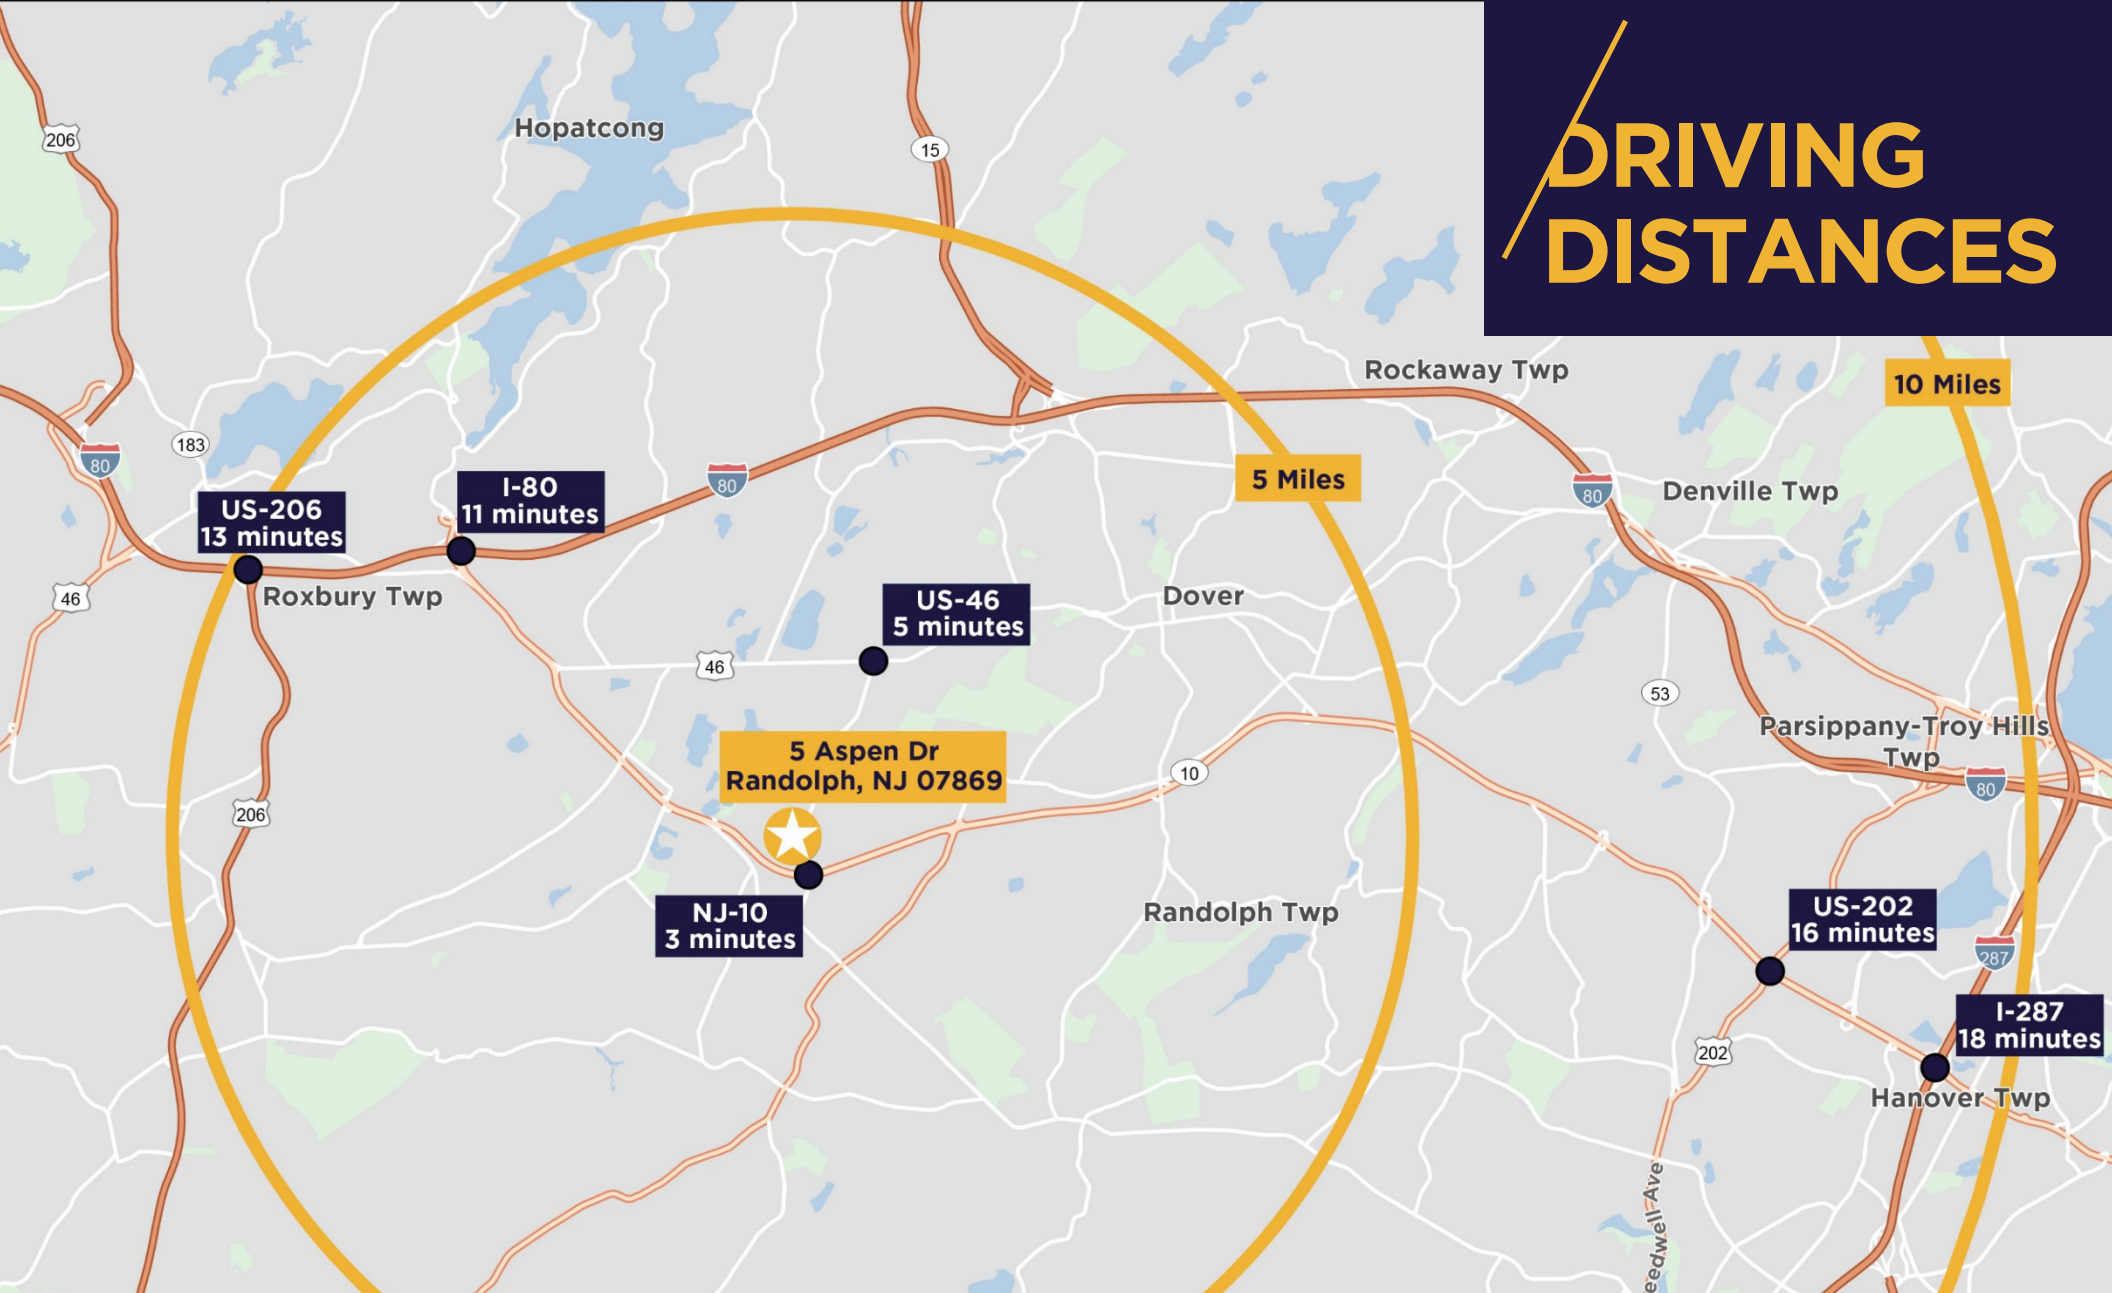 DRIVING
DISTANCES
206
Hopatcong
15
Rockaway Twp
10 Miles
183
80
I-80
11 minutes
80
5 Miles
80
Denville Twp
US-206
13 minutes
46
Roxbury Twp
US-46
5 minutes
Dover
46
53
Parsippany-Troy Hills
Twp
5 Aspen Dr
Randolph, NJ 07869
10
80
206
NJ-10
3 minutes
Randolph Twp
US-202
16 minutes
287
I-287
18 minutes
202
Hanover Twp
eedwell Ave